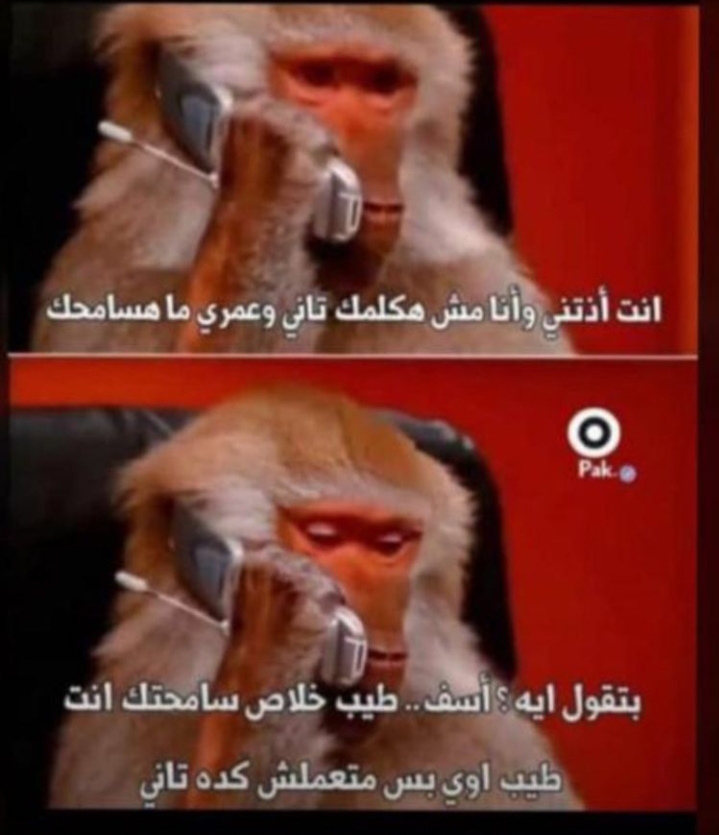 انت أذتني وأنا مش هكلمك تاني وعمري ما هسامحك
Pak.
بتقول ايه؟ أسف.. طيب خلاص سامحتك انت
طيب اوي بس متعملش كده تاني